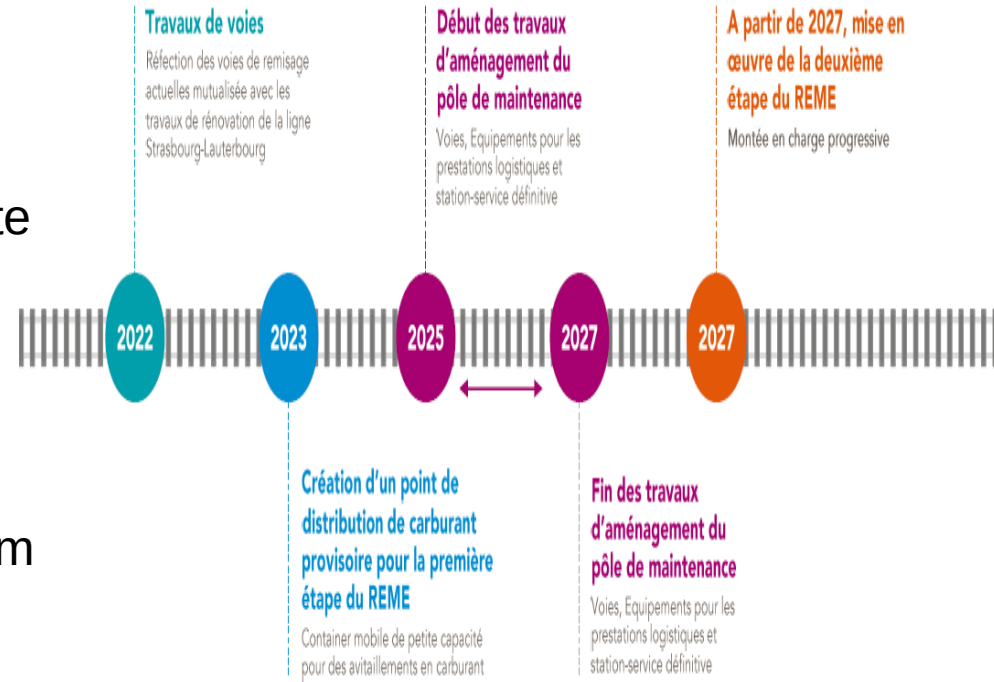 Travaux de voies
Réfection des voies de remisage
actuelles mutualisée avec les
travaux de rénovation de la ligne
Strasbourg-Lauterbourg
Début des travaux
d'aménagement du
pôle de maintenance
Voies, Equipements pour les
prestations logistiques et
station-service définitive
A partir de 2027, mise en
œuvre de la deuxième
étape du REME
Montée en charge progressive
te
2022
2023
2025
2027
2027
m
Création d'un point de
distribution de carburant
provisoire pour la première
étape du REME
Container mobile de petite capacité
pour des avitaillements en carburant
Fin des travaux
d'aménagement du
pôle de maintenance
Voies, Equipements pour les
prestations logistiques et
station-service définitive